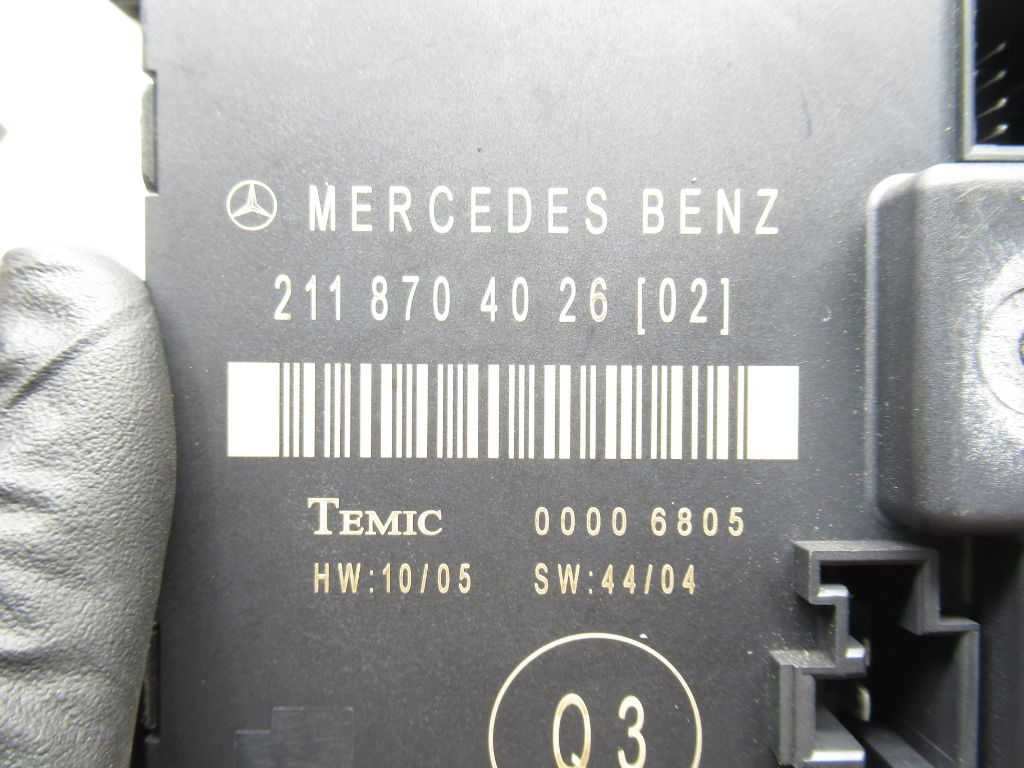 MERCEDES BENZ
211 870 40 26 [02]
TEMIC 0000 6805
HW:10/05 SW:44/04
Q3